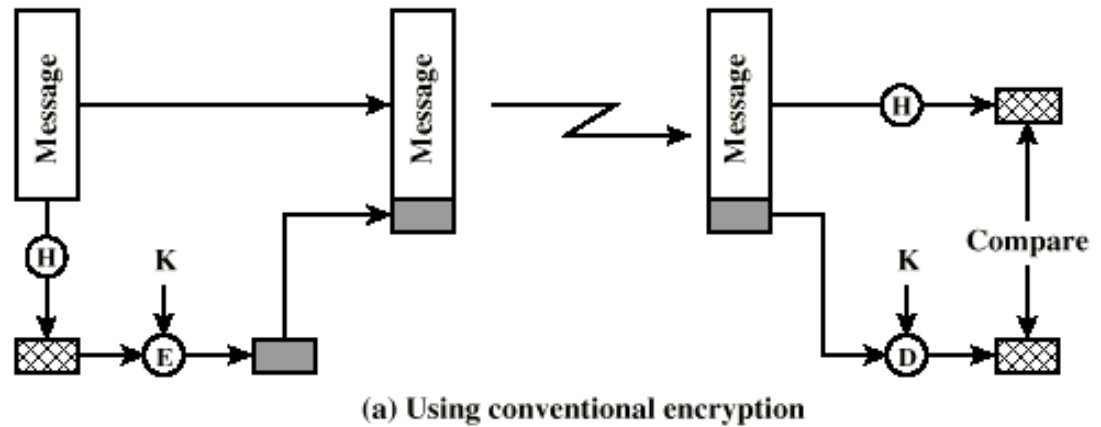 Message
Message
Message
H
H
Compare
K
K
E
D
(a) Using conventional encryption